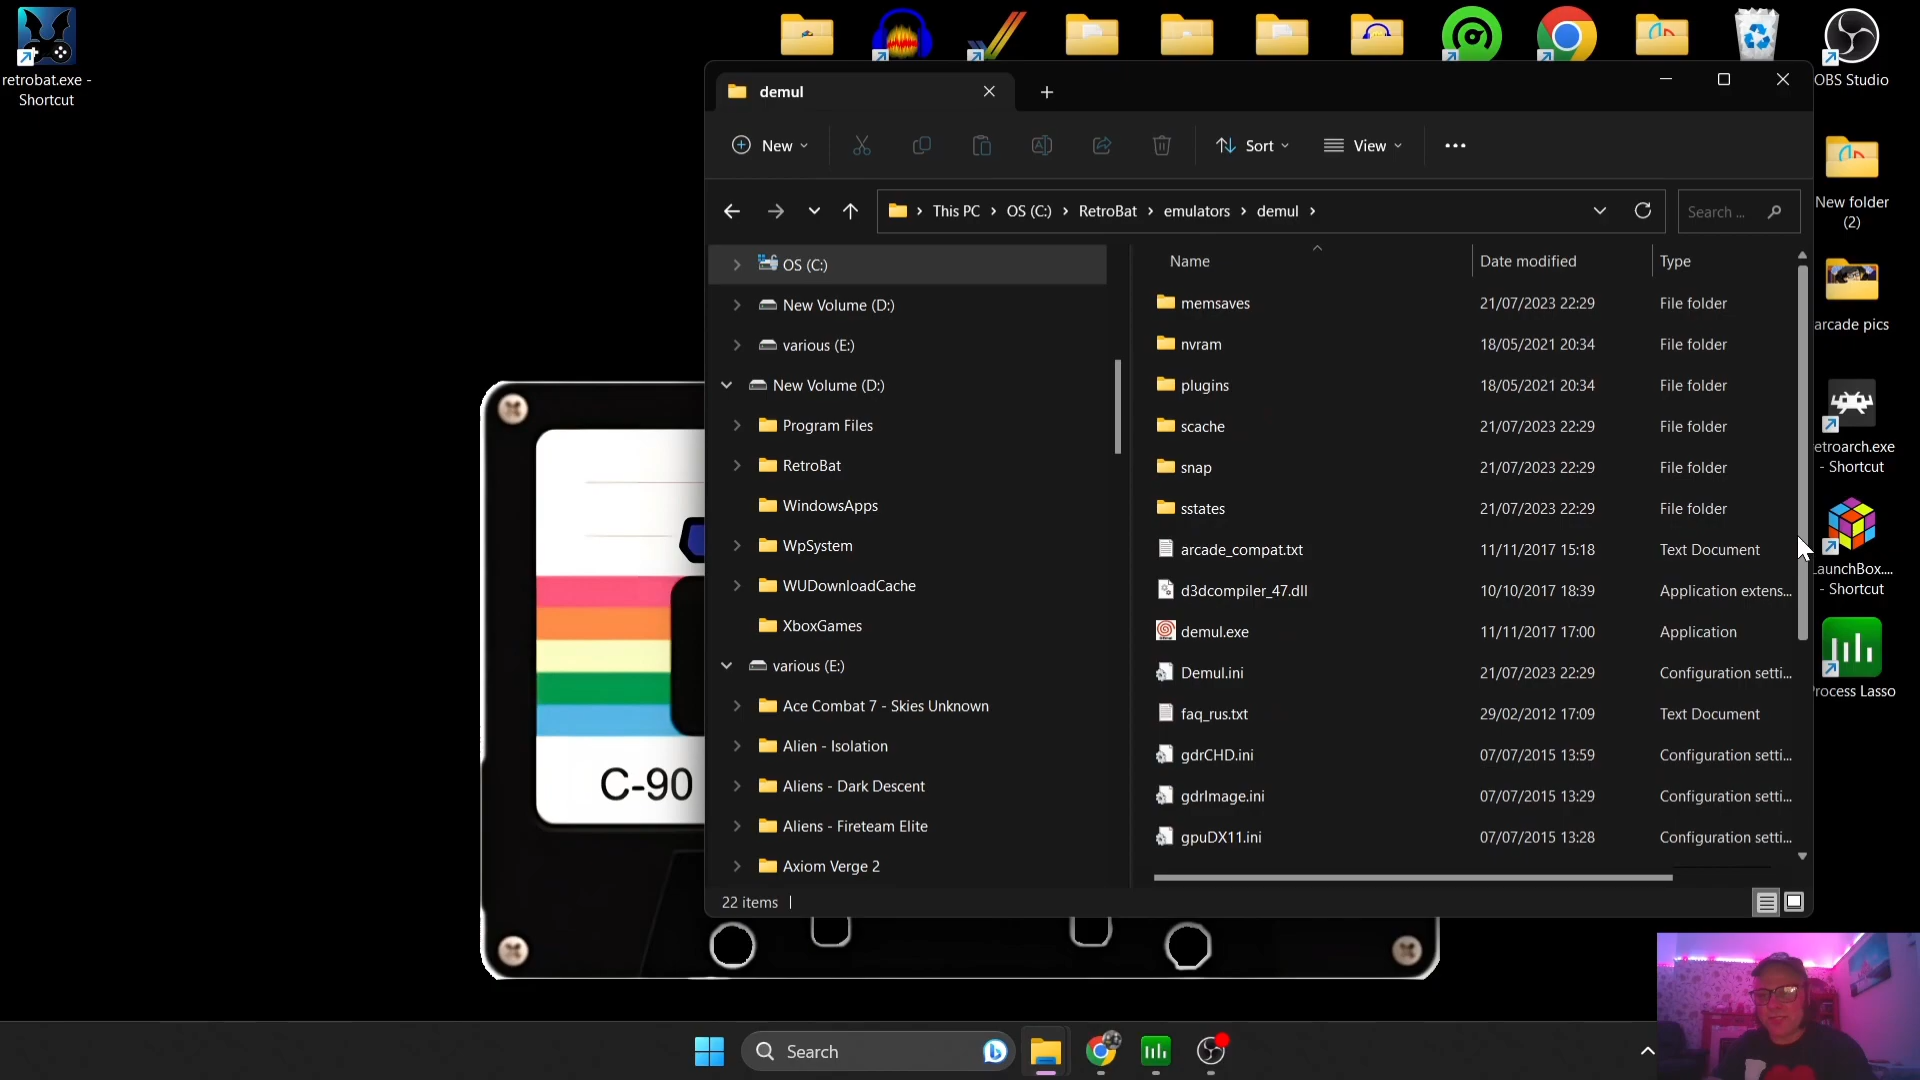 retrobat.exe -
Shortcut
OBS Studio
New folder
(2)
arcade pics
etroarch.exe
- Shortcut
LaunchBox....
- Shortcut
Process Lasso
demul
New
Sort
View
This PC
OS (C:)
RetroBat
emulators
demul
Search ...
OS (C:)
New Volume (D:)
various (E:)
New Volume (D:)
Program Files
RetroBat
WindowsApps
WpSystem
WUDownloadCache
XboxGames
various (E:)
Ace Combat 7 - Skies Unknown
Alien - Isolation
Aliens - Dark Descent
Aliens - Fireteam Elite
Axiom Verge 2
Name Date modified Type
memsaves 21/07/2023 22:29 File folder
nvram 18/05/2021 20:34 File folder
plugins 18/05/2021 20:34 File folder
scache 21/07/2023 22:29 File folder
snap 21/07/2023 22:29 File folder
sstates 21/07/2023 22:29 File folder
arcade_compat.txt 11/11/2017 15:18 Text Document
d3dcompiler_47.dll 10/10/2017 18:39 Application extens...
demul.exe 11/11/2017 17:00 Application
Demul.ini 21/07/2023 22:29 Configuration setti...
faq_rus.txt 29/02/2012 17:09 Text Document
gdrCHD.ini 07/07/2015 13:59 Configuration setti...
gdrImage.ini 07/07/2015 13:29 Configuration setti...
gpuDX11.ini 07/07/2015 13:28 Configuration setti...
22 items
C-90
Search